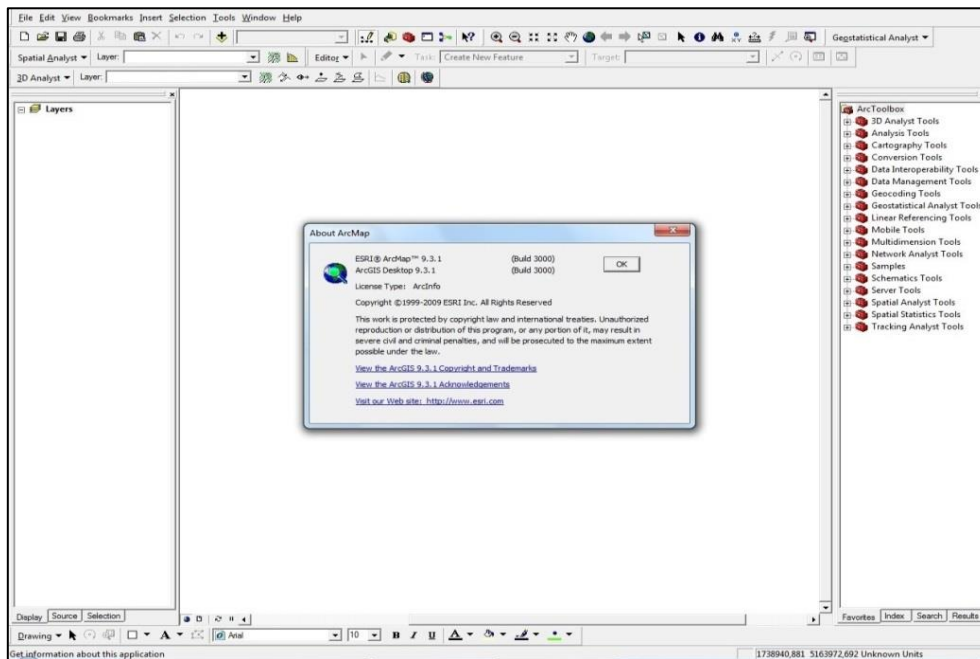 File Edit View Bookmarks Insert Selection Tools Window Help
Geostatistical Analyst
Spatial Analyst Layer: Editor Task: Create New Feature Target:
3D Analyst Layer:
Layers
ArcToolbox
3D Analyst Tools
Analysis Tools
Cartography Tools
Conversion Tools
Data Interoperability Tools
Data Management Tools
Geocoding Tools
Geostatistical Analyst Tools
Linear Referencing Tools
Mobile Tools
Multidimension Tools
Network Analyst Tools
Samples
Schematics Tools
Server Tools
Spatial Analyst Tools
Spatial Statistics Tools
Tracking Analyst Tools
About ArcMap
ESRI® ArcMap™ 9.3.1 (Build 3000)
ArcGIS Desktop 9.3.1 (Build 3000)
OK
License Type: ArcInfo
Copyright ©1999-2009 ESRI Inc. All Rights Reserved
This work is protected by copyright law and international treaties. Unauthorized
reproduction or distribution of this program, or any portion of it, may result in
severe civil and criminal penalties, and will be prosecuted to the maximum extent
possible under the law.
View the ArcGIS 9.3.1 Copyright and Trademarks
View the ArcGIS 9.3.1 Acknowledgements
Visit our Web site: http://www.esri.com
Display Source Selection
Favorites Index Search Results
Drawing A Arial 10 B I U A
Get information about this application
1738940,881 5163972,692 Unknown Units